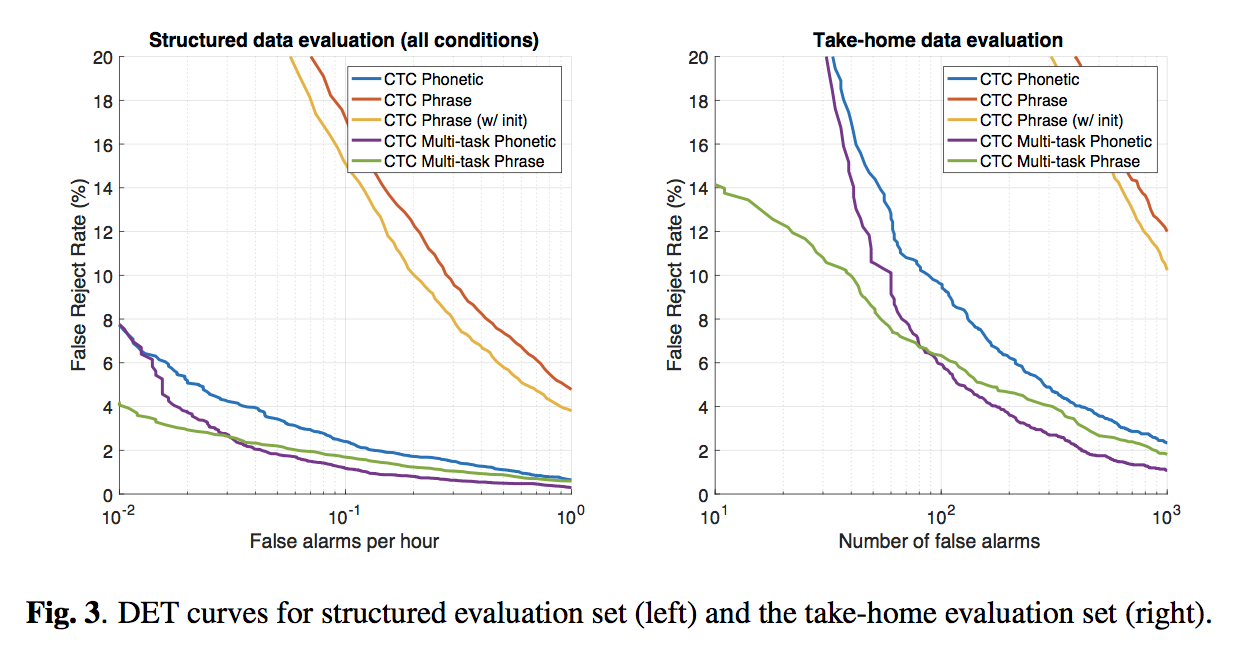 Structured data evaluation (all conditions)
20
18
16
14
12
10
8
6
4
2
0
False Reject Rate (%)
CTC Phonetic
CTC Phrase
CTC Phrase (w/ init)
CTC Multi-task Phonetic
CTC Multi-task Phrase
10^-2
10^-1
10^0
False alarms per hour
Take-home data evaluation
20
18
16
14
12
10
8
6
4
2
0
False Reject Rate (%)
CTC Phonetic
CTC Phrase
CTC Phrase (w/ init)
CTC Multi-task Phonetic
CTC Multi-task Phrase
10^1
10^2
10^3
Number of false alarms
Fig. 3. DET curves for structured evaluation set (left) and the take-home evaluation set (right).